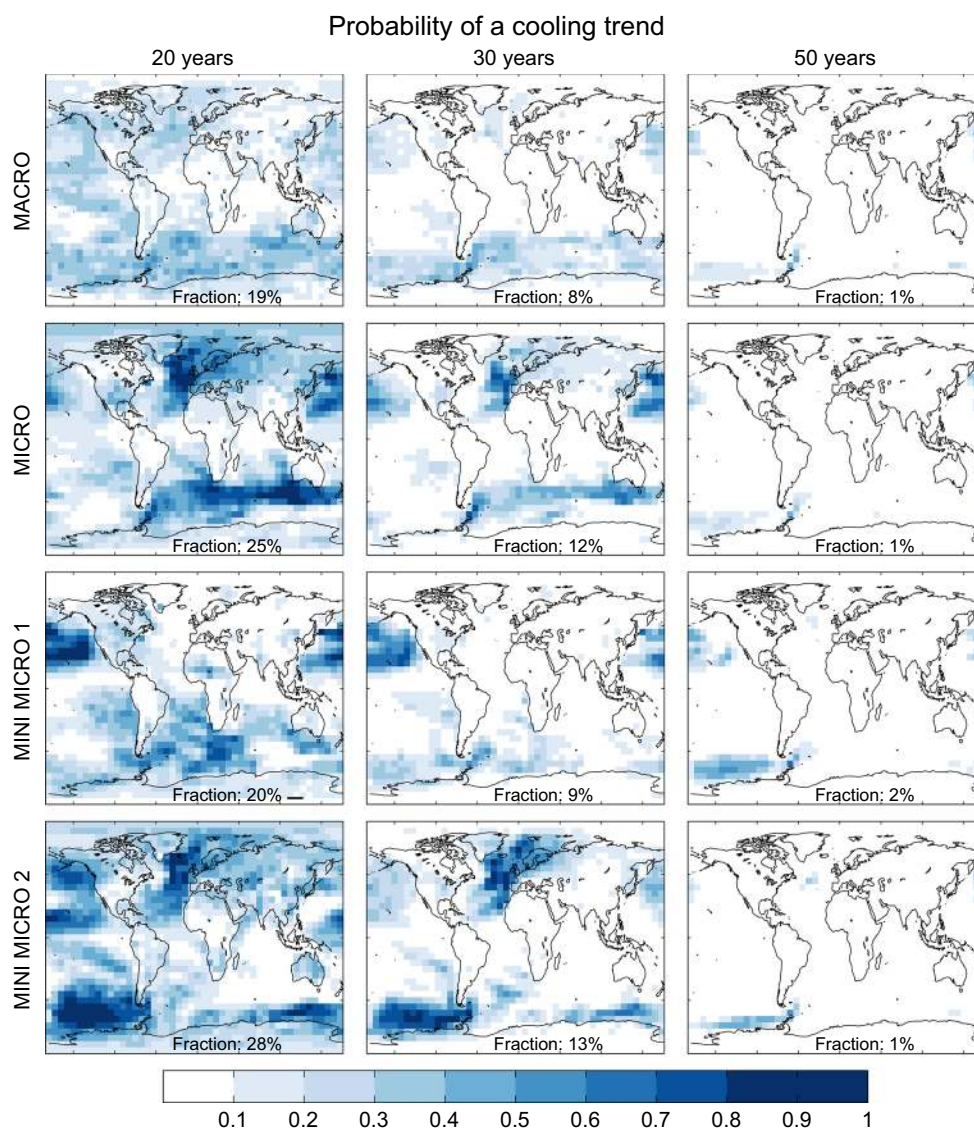 Probability of a cooling trend
20 years
30 years
50 years
MACRO
Fraction; 19%
Fraction; 8%
Fraction; 1%
MICRO
Fraction; 25%
Fraction; 12%
Fraction; 1%
MINI MICRO 1
Fraction; 20%
Fraction; 9%
Fraction; 2%
MINI MICRO 2
Fraction; 28%
Fraction; 13%
Fraction; 1%
0.1 0.2 0.3 0.4 0.5 0.6 0.7 0.8 0.9 1